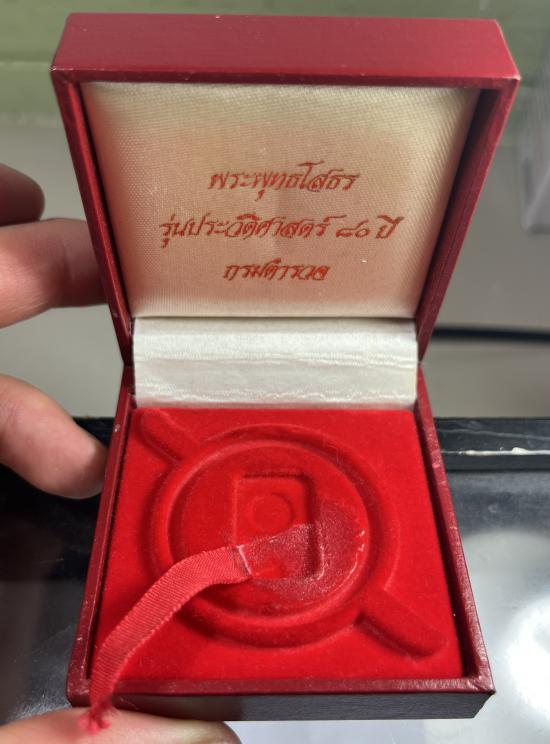 พระพุทธโสธร
รุ่นประวัติศาสตร์ ๘๐ ปี
กรมตำรวจ